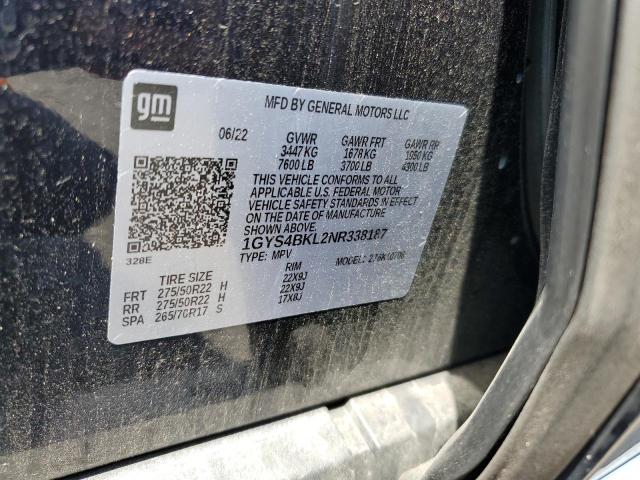 gm
MFD BY GENERAL MOTORS LLC
06/22 GVWR GAWR FRT GAWR RR
3447 KG 1678 KG 1950 KG
7600 LB 3700 LB 4300 LB
THIS VEHICLE CONFORMS TO ALL
APPLICABLE U.S. FEDERAL MOTOR
VEHICLE SAFETY STANDARDS IN EFFECT
ON THE DATE OF MANUFACTURE
SHOWN ABOVE.
1GYS4BKL2NR338187
328E TYPE: MPV MODEL:
TIRE SIZE RIM
FRT 275/50R22 H 22X9J
RR 275/50R22 H 22X9J
SPA 265/70R17 S 17X8J